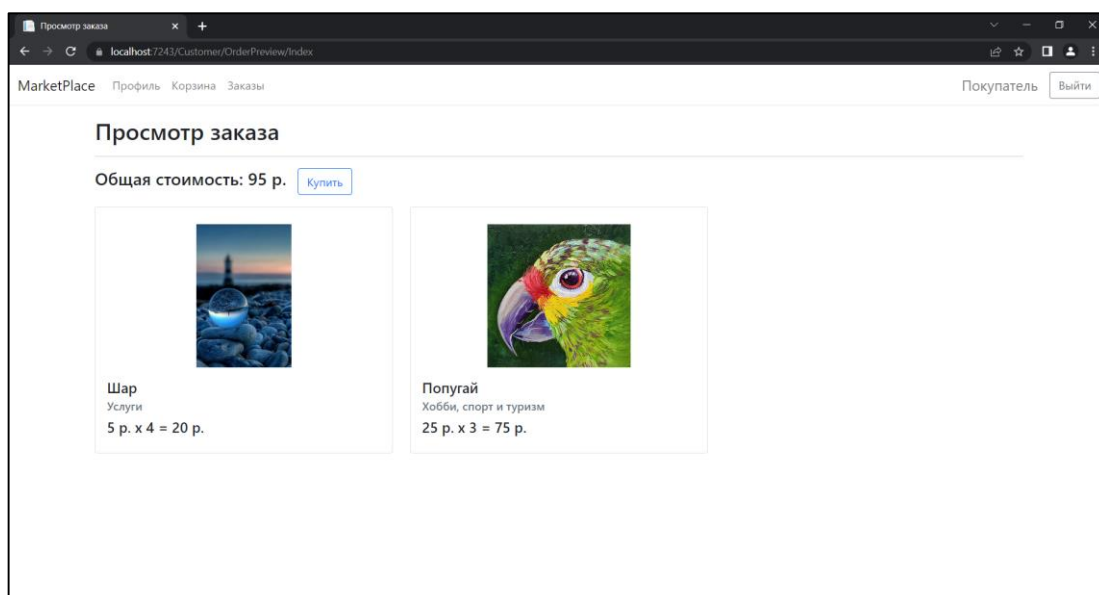 Просмотр заказа
localhost:7243/Customer/OrderPreview/Index
MarketPlace Профиль Корзина Заказы Покупатель Выйти
Просмотр заказа
Общая стоимость: 95 р. Купить
Шар
Услуги
5 р. x 4 = 20 р.
Попугай
Хобби, спорт и туризм
25 р. x 3 = 75 р.